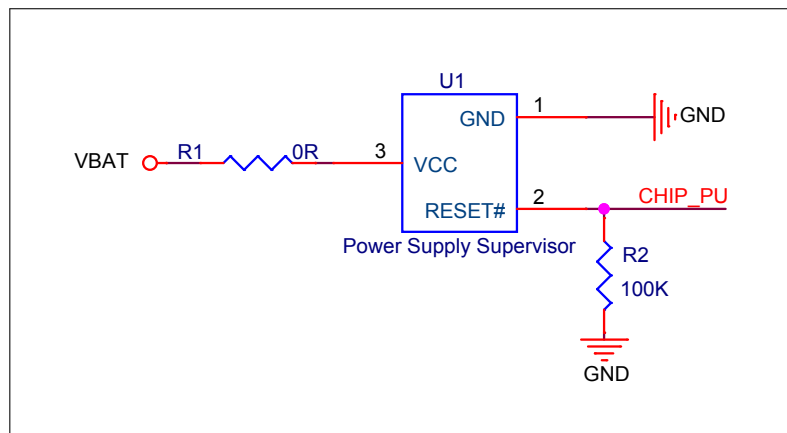 U1
GND
1
GND
VBAT
R1
0R
3
VCC
RESET#
2
CHIP_PU
Power Supply Supervisor
R2
100K
GND